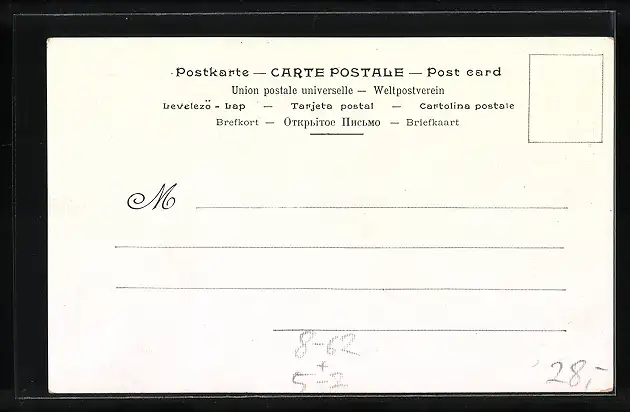 Postkarte — CARTE POSTALE — Post card
Union postale universelle — Weltpostverein
Levelezö - Lap — Tarjeta postal — Cartolina postale
Brefkort — Открытое Письмо — Briefkaart
M
8-62
+
5-2
28,-